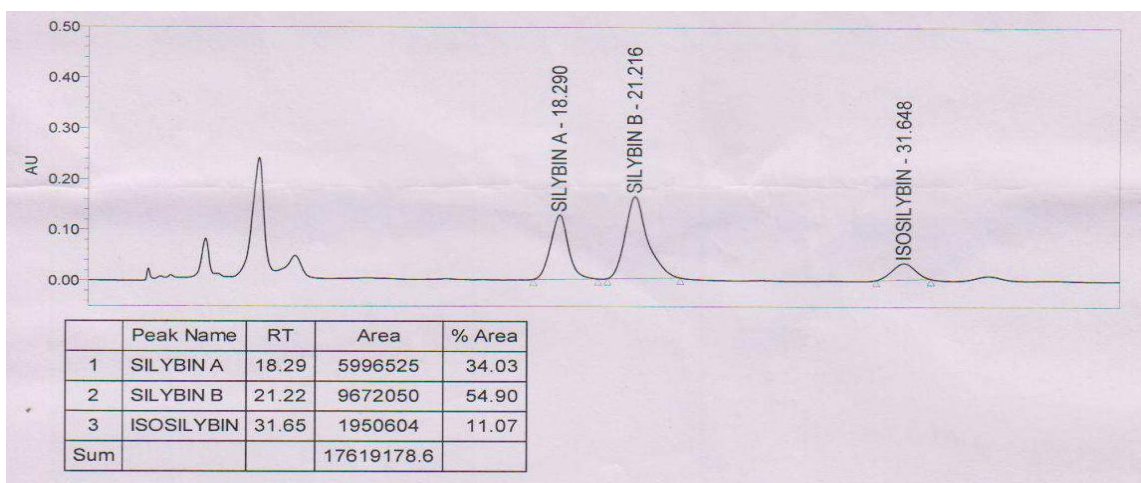 0.50
0.40
0.30
0.20
0.10
0.00
AU
SILYBIN A - 18.290
SILYBIN B - 21.216
ISOSILYBIN - 31.648
Peak Name RT Area % Area
1 SILYBIN A 18.29 5996525 34.03
2 SILYBIN B 21.22 9672050 54.90
3 ISOSILYBIN 31.65 1950604 11.07
Sum 17619178.6